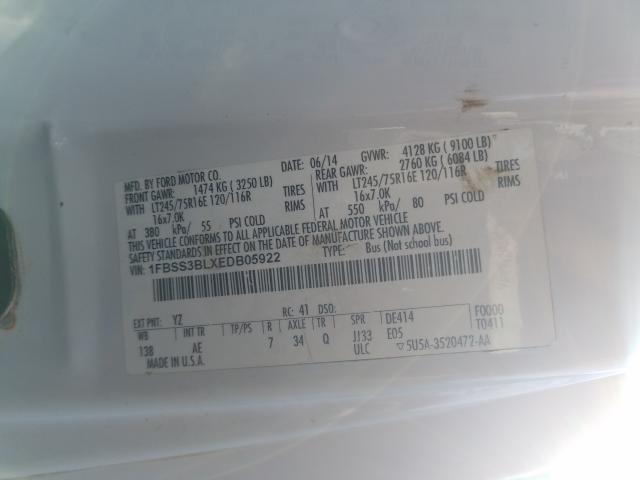 MFD. BY FORD MOTOR CO.
DATE: 06/14 GVWR: 4128 KG ( 9100 LB)
FRONT GAWR: 1474 KG ( 3250 LB) REAR GAWR: 2760 KG ( 6084 LB)
WITH LT245/75R16E 120/116R TIRES WITH LT245/75R16E 120/116R TIRES
16x7.0K RIMS 16x7.0K RIMS
AT 380 kPa/ 55 PSI COLD AT 550 kPa/ 80 PSI COLD
THIS VEHICLE CONFORMS TO ALL APPLICABLE FEDERAL MOTOR VEHICLE
SAFETY STANDARDS IN EFFECT ON THE DATE OF MANUFACTURE SHOWN ABOVE.
VIN: 1FBSS3BLXEDB05922 TYPE: Bus (Not school bus)
EXT PNT: YZ RC: 41 DSO: DE414 F0000
WB INT TR TP/PS R AXLE TR SPR E05 T0411
138 AE 7 34 Q JJ33
MADE IN U.S.A. ULC ▽5U5A-3520472-AA